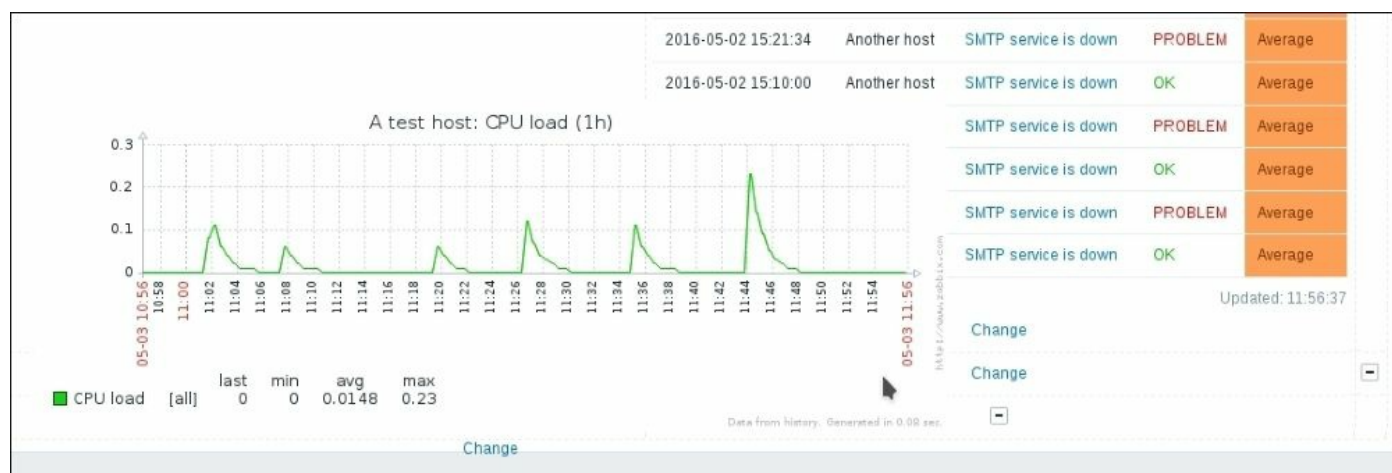 2016-05-02 15:21:34 Another host SMTP service is down PROBLEM Average
2016-05-02 15:10:00 Another host SMTP service is down OK Average
A test host: CPU load (1h)
SMTP service is down PROBLEM Average
SMTP service is down OK Average
SMTP service is down PROBLEM Average
SMTP service is down OK Average
0.3
0.2
0.1
0
05-03 10:56
10:58
11:00
11:02
11:04
11:06
11:08
11:10
11:12
11:14
11:16
11:18
11:20
11:22
11:24
11:26
11:28
11:30
11:32
11:34
11:36
11:38
11:40
11:42
11:44
11:46
11:48
11:50
11:52
11:54
05-03 11:56
http://www.zabbix.com
Updated: 11:56:37
Change
Change
last min avg max
CPU load [all] 0 0 0.0148 0.23
Data from history. Generated in 0.08 sec.
Change